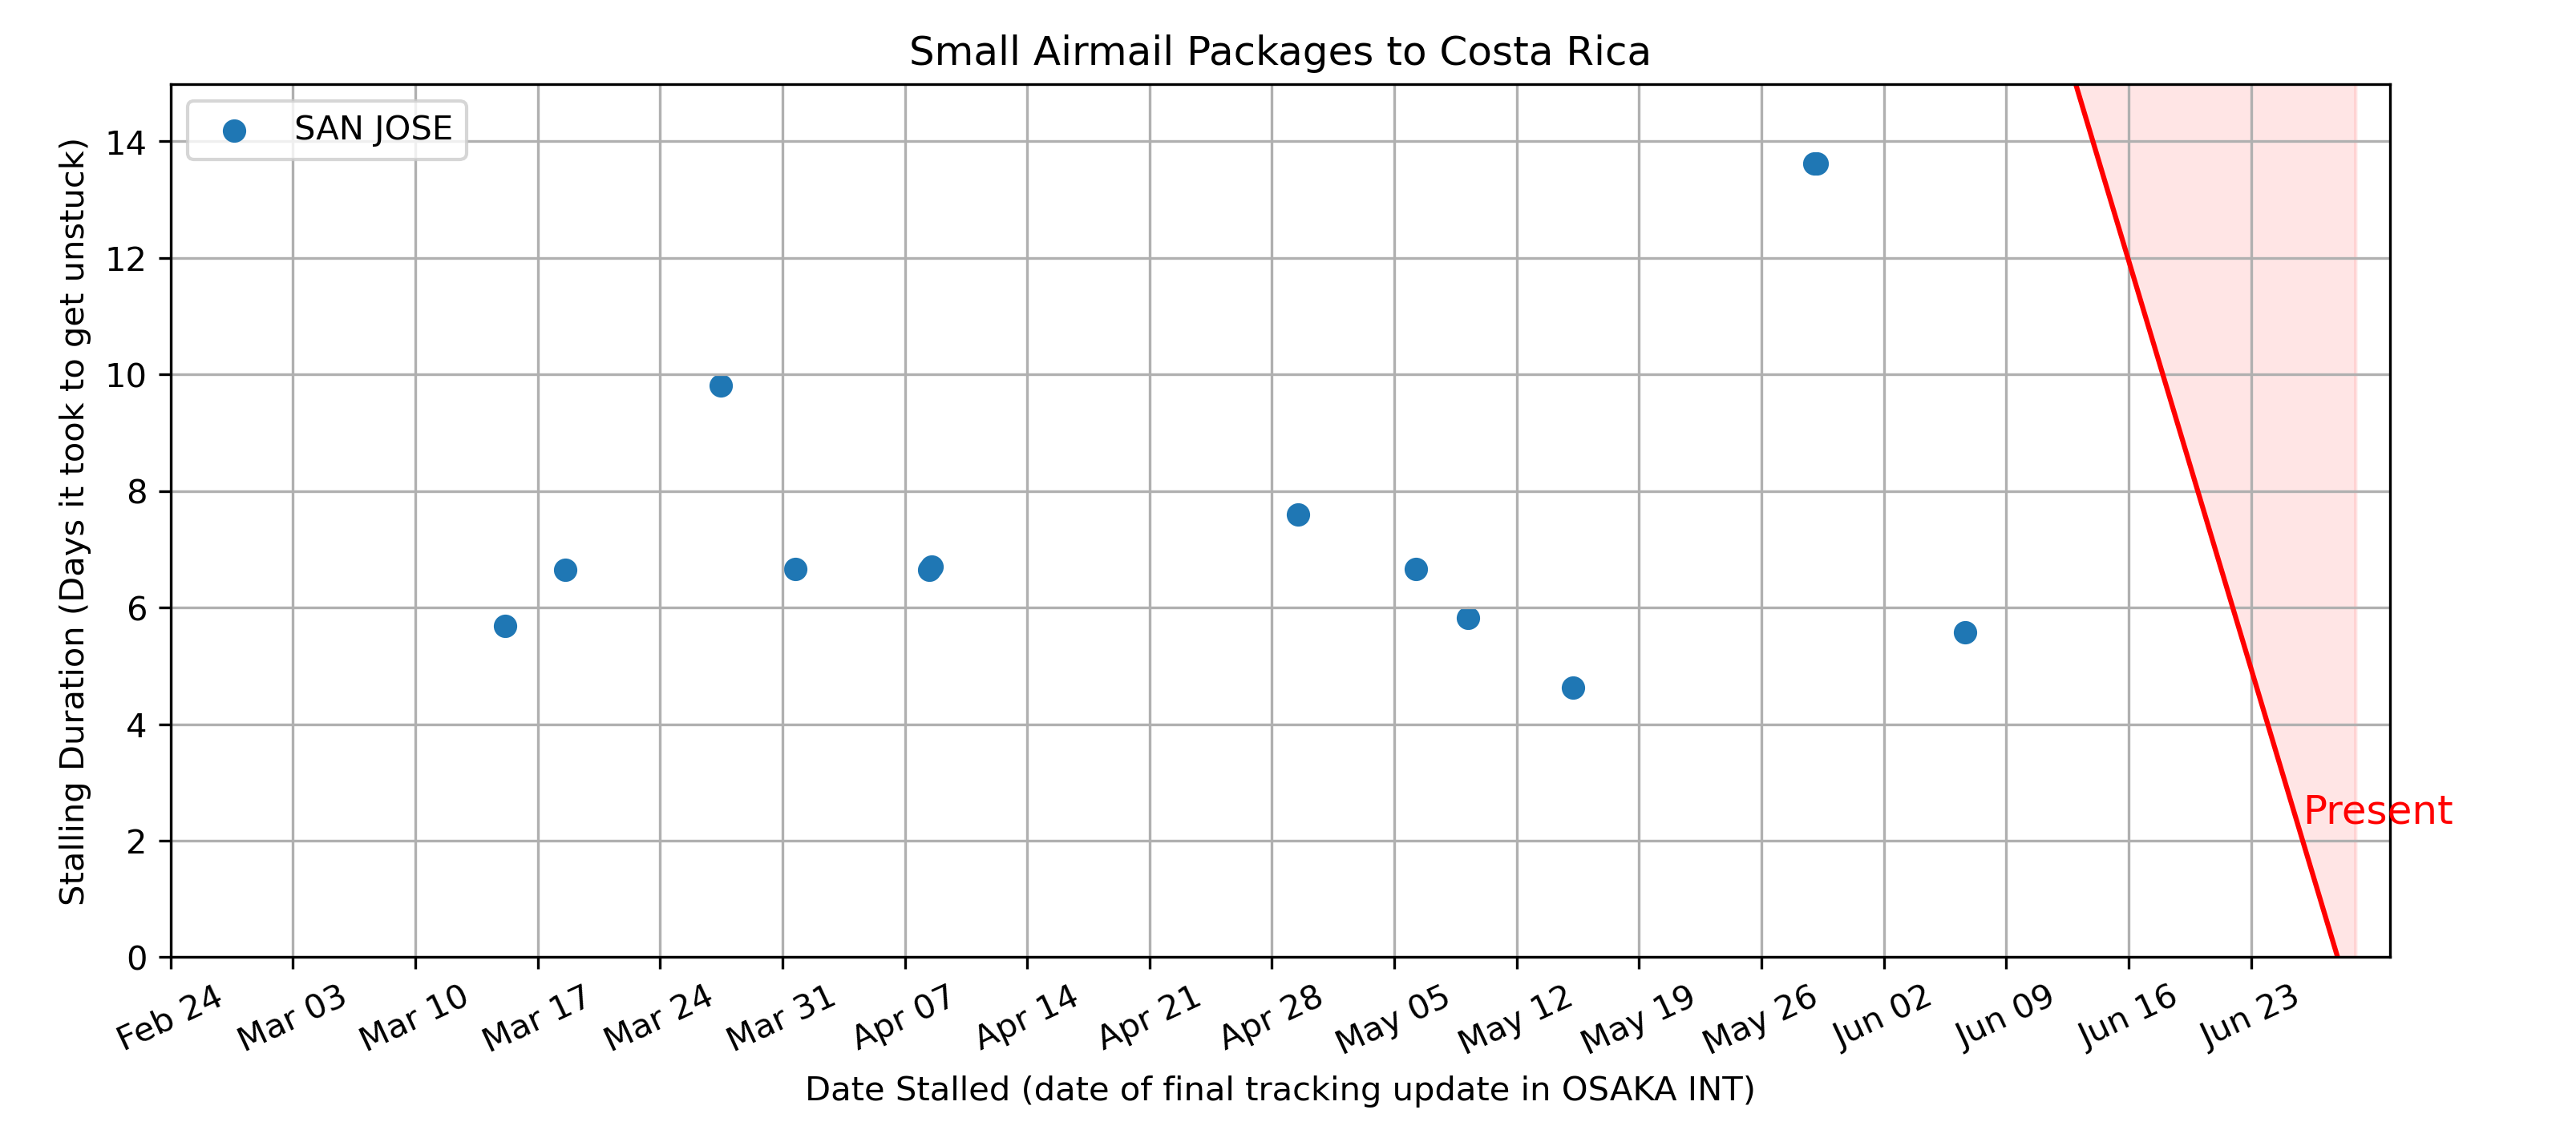 Small Airmail Packages to Costa Rica
SAN JOSE
Stalling Duration (Days it took to get unstuck)
14
12
10
8
6
4
2
0
Present
Feb 24
Mar 03
Mar 10
Mar 17
Mar 24
Mar 31
Apr 07
Apr 14
Apr 21
Apr 28
May 05
May 12
May 19
May 26
Jun 02
Jun 09
Jun 16
Jun 23
Date Stalled (date of final tracking update in OSAKA INT)